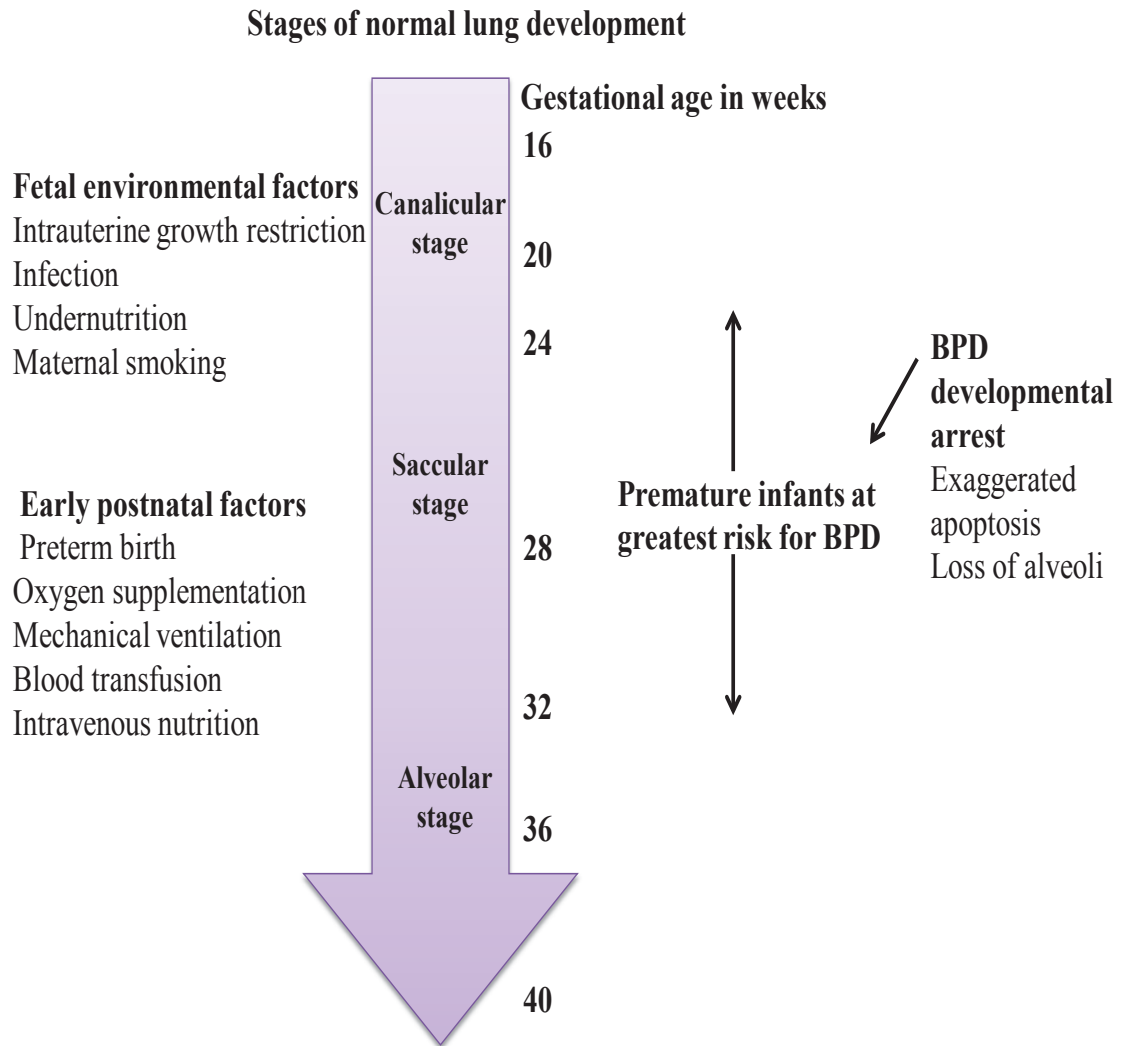 Stages of normal lung development
Gestational age in weeks
16
20
24
28
32
36
40
Fetal environmental factors
Intrauterine growth restriction
Infection
Undernutrition
Maternal smoking
Early postnatal factors
Preterm birth
Oxygen supplementation
Mechanical ventilation
Blood transfusion
Intravenous nutrition
Canalicular
stage
Saccular
stage
Alveolar
stage
Premature infants at
greatest risk for BPD
BPD
developmental
arrest
Exaggerated
apoptosis
Loss of alveoli